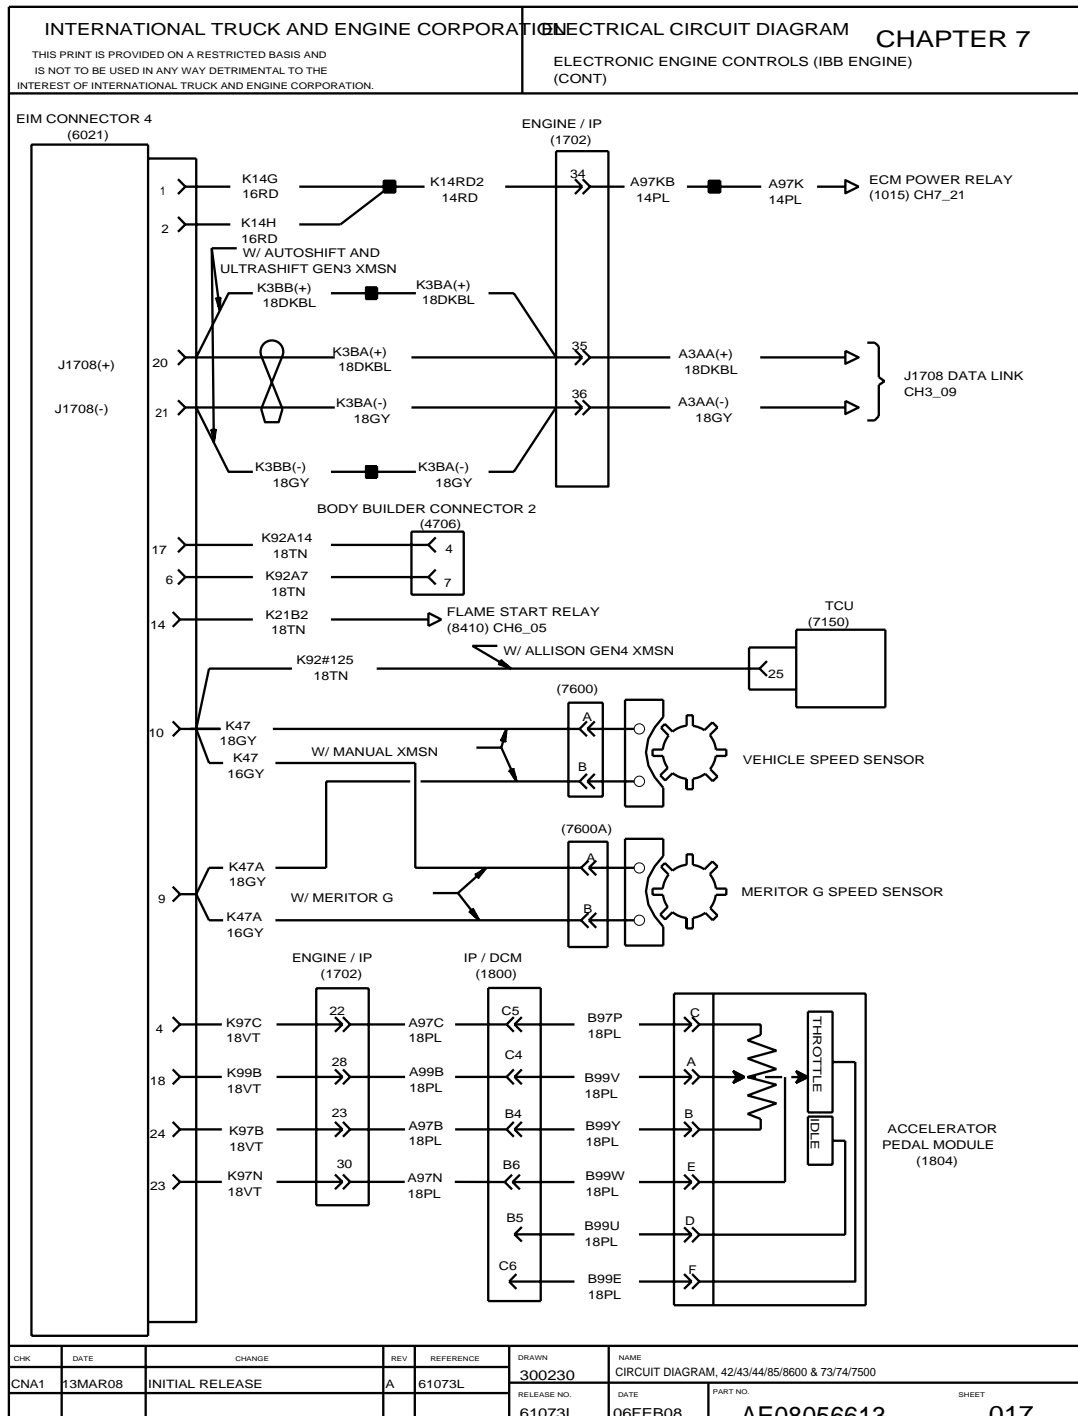 INTERNATIONAL TRUCK AND ENGINE CORPORATION
THIS PRINT IS PROVIDED ON A RESTRICTED BASIS AND
IS NOT TO BE USED IN ANY WAY DETRIMENTAL TO THE
INTEREST OF INTERNATIONAL TRUCK AND ENGINE CORPORATION.
ELECTRICAL CIRCUIT DIAGRAM
CHAPTER 7
ELECTRONIC ENGINE CONTROLS (IBB ENGINE)
(CONT)
EIM CONNECTOR 4
(6021)
ENGINE / IP
(1702)
1
K14G
16RD
K14RD2
14RD
34
A97KB
14PL
A97K
14PL
ECM POWER RELAY
(1015) CH7_21
2
K14H
16RD
W/ AUTOSHIFT AND
ULTRASHIFT GEN3 XMSN
K3BB(+)
18DKBL
K3BA(+)
18DKBL
J1708(+)
20
K3BA(+)
18DKBL
35
A3AA(+)
18DKBL
J1708 DATA LINK
CH3_09
J1708(-)
21
K3BA(-)
18GY
36
A3AA(-)
18GY
K3BB(-)
18GY
K3BA(-)
18GY
BODY BUILDER CONNECTOR 2
(4706)
17
K92A14
18TN
4
6
K92A7
18TN
7
14
K21B2
18TN
FLAME START RELAY
(8410) CH6_05
TCU
(7150)
W/ ALLISON GEN4 XMSN
K92#125
18TN
25
(7600)
10
K47
18GY
K47
16GY
W/ MANUAL XMSN
A
B
VEHICLE SPEED SENSOR
(7600A)
9
K47A
18GY
K47A
16GY
W/ MERITOR G
A
B
MERITOR G SPEED SENSOR
ENGINE / IP
(1702)
IP / DCM
(1800)
4
K97C
18VT
22
A97C
18PL
C5
B97P
18PL
C
18
K99B
18VT
28
A99B
18PL
C4
B99V
18PL
A
24
K97B
18VT
23
A97B
18PL
B4
B99Y
18PL
B
23
K97N
18VT
30
A97N
18PL
B6
B99W
18PL
E
B5
B99U
18PL
D
C6
B99E
18PL
F
THROTTLE
IDLE
ACCELERATOR
PEDAL MODULE
(1804)
CHK DATE CHANGE REV REFERENCE
CNA1 13MAR08 INITIAL RELEASE A 61073L
DRAWN
300230
NAME
CIRCUIT DIAGRAM, 42/43/44/85/8600 & 73/74/7500
RELEASE NO.
61073L
DATE
06FEB08
PART NO.
AE08056613
SHEET
017